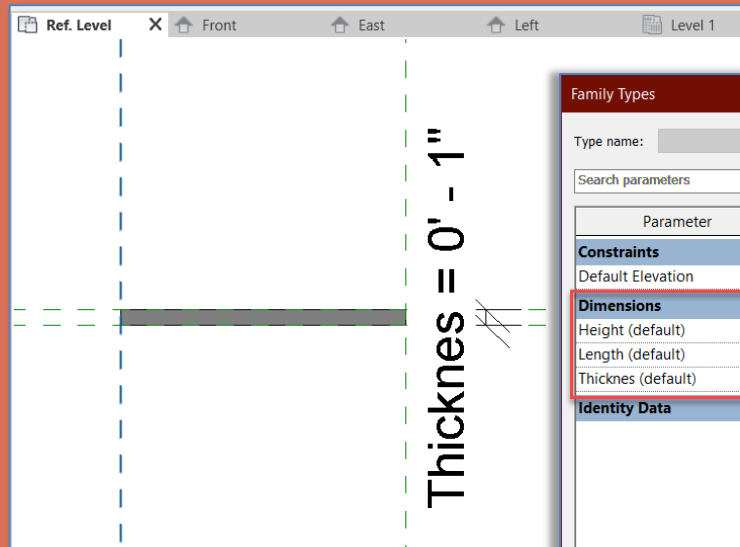 Ref. Level
Front
East
Left
Level 1
Thicknes = 0' - 1"
Family Types
Type name:
Search parameters
Parameter
Constraints
Default Elevation
Dimensions
Height (default)
Length (default)
Thicknes (default)
Identity Data